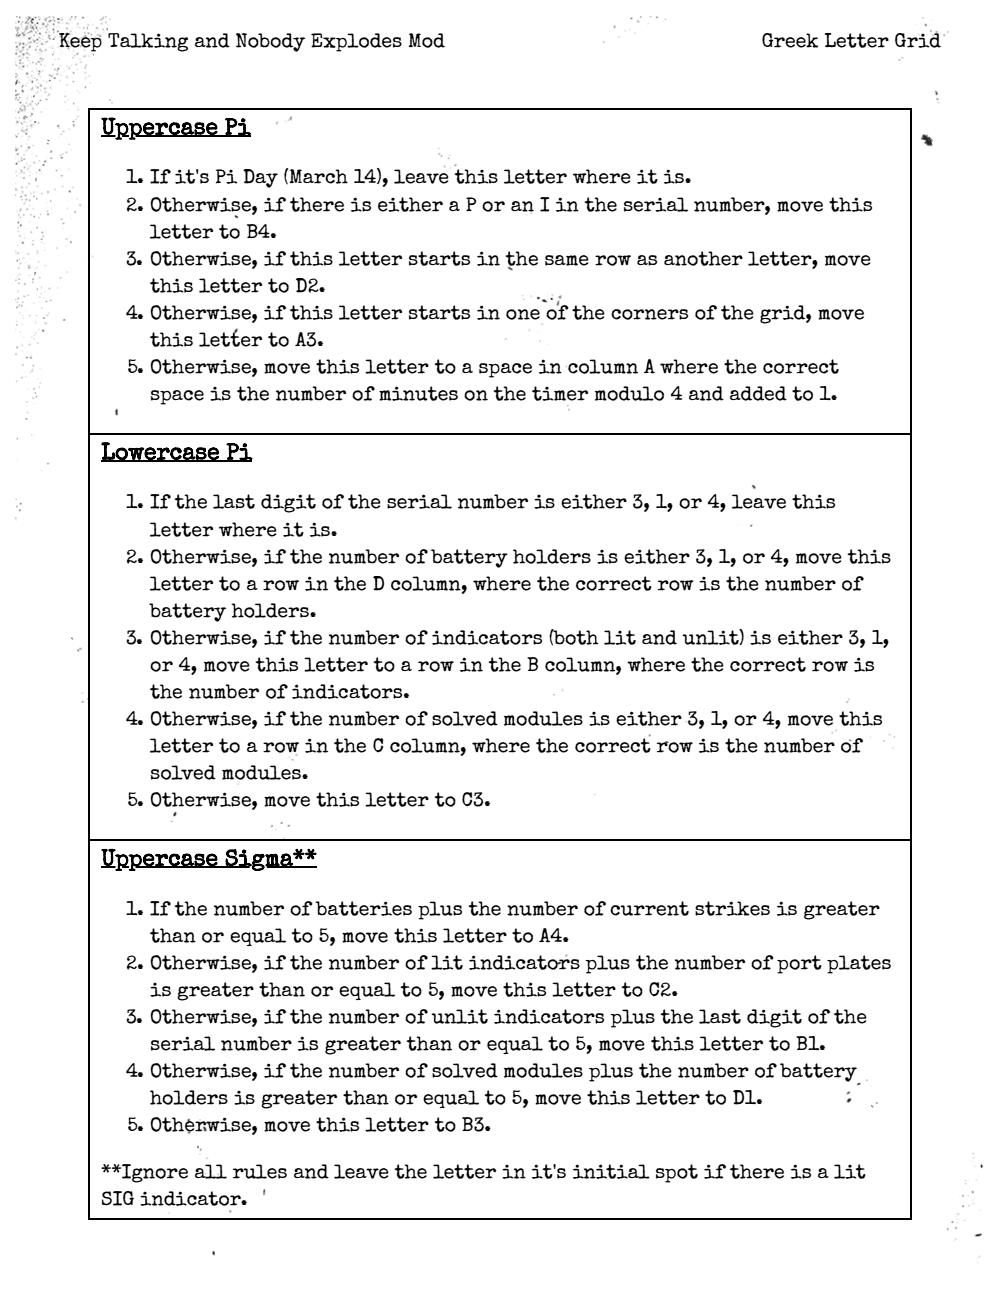 Keep Talking and Nobody Explodes Mod
Greek Letter Grid
Uppercase Pi
1. If it's Pi Day (March 14), leave this letter where it is.
2. Otherwise, if there is either a P or an I in the serial number, move this
letter to B4.
3. Otherwise, if this letter starts in the same row as another letter, move
this letter to D2.
4. Otherwise, if this letter starts in one of the corners of the grid, move
this letter to A3.
5. Otherwise, move this letter to a space in column A where the correct
space is the number of minutes on the timer modulo 4 and added to 1.
Lowercase Pi
1. If the last digit of the serial number is either 3, 1, or 4, leave this
letter where it is.
2. Otherwise, if the number of battery holders is either 3, 1, or 4, move this
letter to a row in the D column, where the correct row is the number of
battery holders.
3. Otherwise, if the number of indicators (both lit and unlit) is either 3, 1,
or 4, move this letter to a row in the B column, where the correct row is
the number of indicators.
4. Otherwise, if the number of solved modules is either 3, 1, or 4, move this
letter to a row in the C column, where the correct row is the number of
solved modules.
5. Otherwise, move this letter to C3.
Uppercase Sigma**
1. If the number of batteries plus the number of current strikes is greater
than or equal to 5, move this letter to A4.
2. Otherwise, if the number of lit indicators plus the number of port plates
is greater than or equal to 5, move this letter to C2.
3. Otherwise, if the number of unlit indicators plus the last digit of the
serial number is greater than or equal to 5, move this letter to B1.
4. Otherwise, if the number of solved modules plus the number of battery
holders is greater than or equal to 5, move this letter to D1.
5. Otherwise, move this letter to B3.
**Ignore all rules and leave the letter in it's initial spot if there is a lit
SIG indicator.